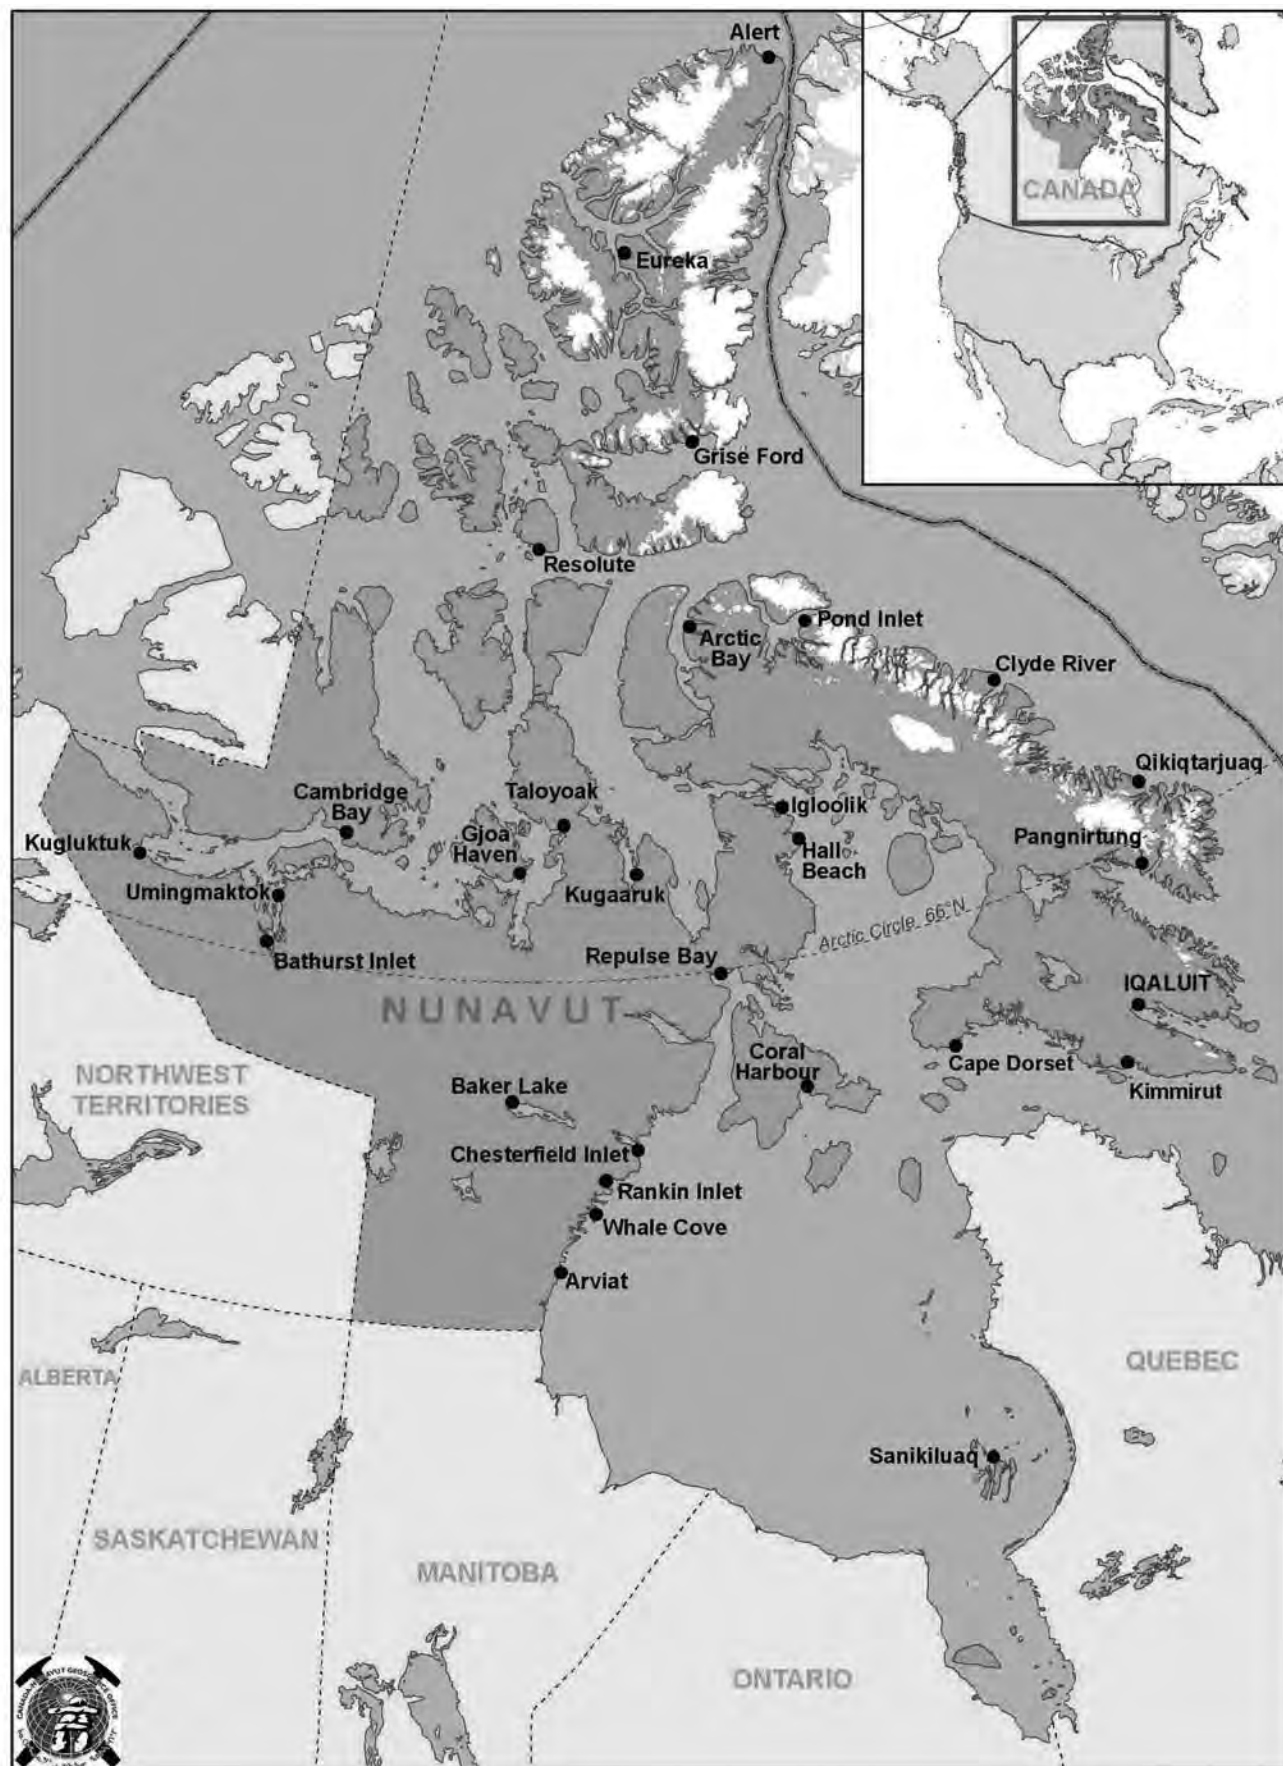 Alert
CANADA
Eureka
Grise Ford
Resolute
Pond Inlet
Arctic
Bay
Clyde River
Qikiqtarjuaq
Cambridge
Bay
Taloyoak
Igloolik
Kugluktuk
Gjoa
Haven
Hall
Beach
Pangnirtung
Umingmaktok
Kugaaruk
Bathurst Inlet
Repulse Bay
Arctic Circle 66°N
NUNAVUT
IQALUIT
Coral
Harbour
Cape Dorset
Kimmirut
NORTHWEST
TERRITORIES
Baker Lake
Chesterfield Inlet
Rankin Inlet
Whale Cove
Arviat
ALBERTA
QUEBEC
Sanikiluaq
SASKATCHEWAN
MANITOBA
ONTARIO